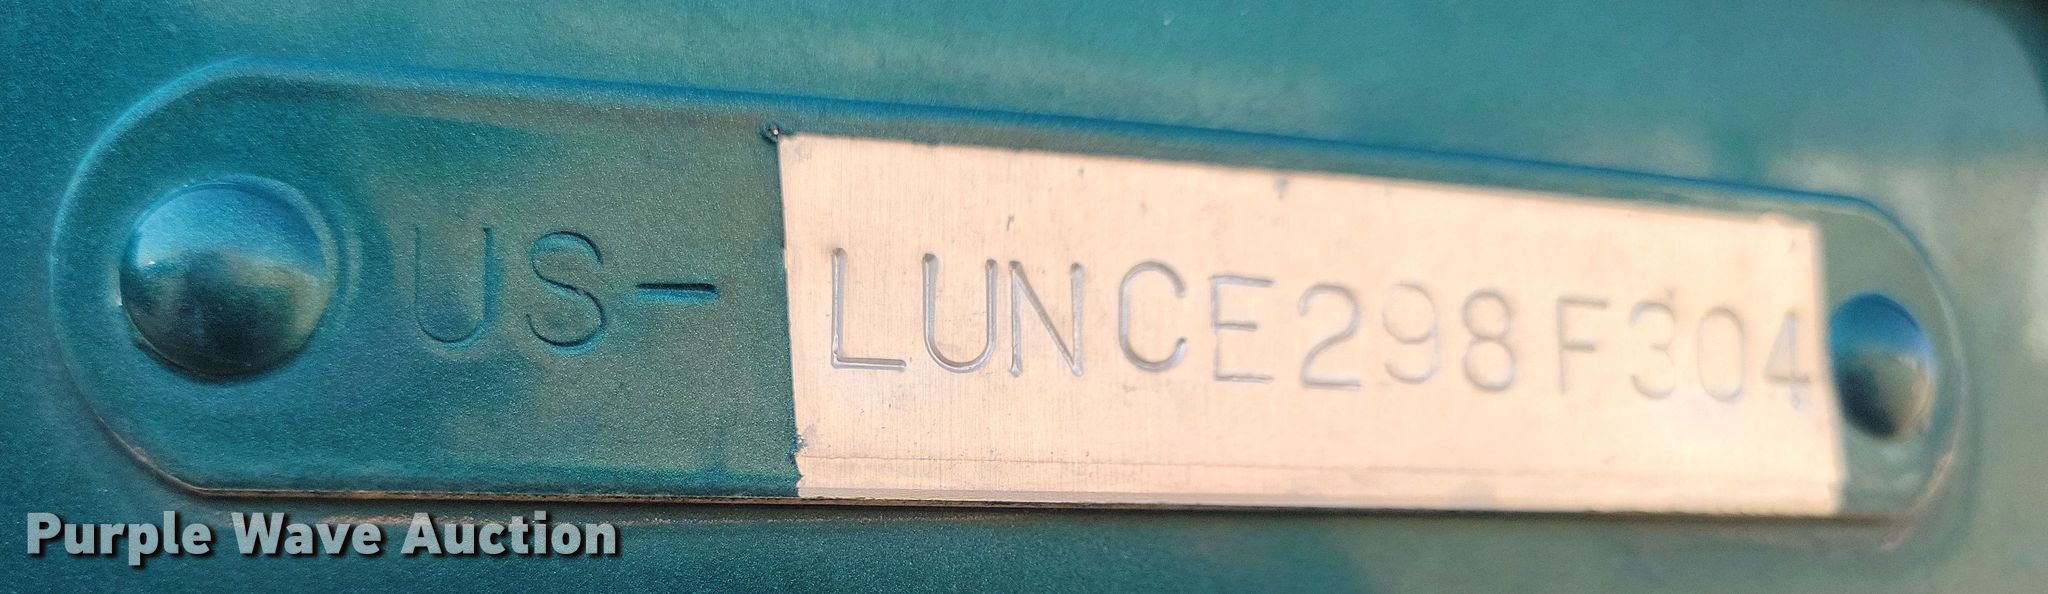 US-LUNCE298F304
Purple Wave Auction